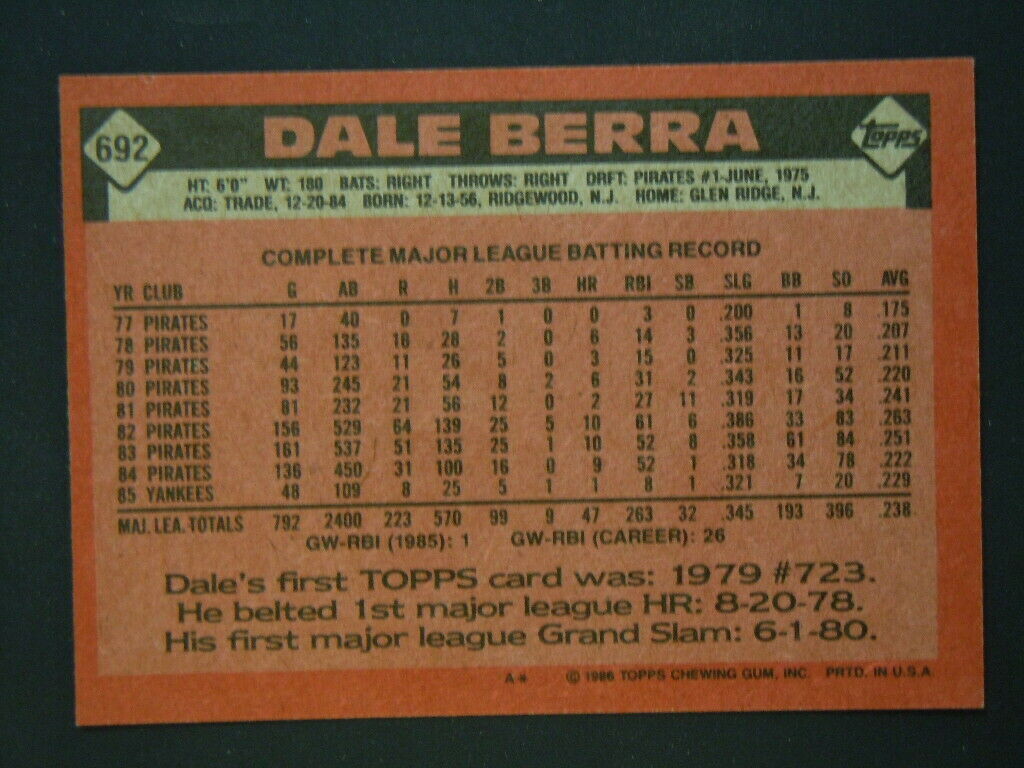 692 DALE BERRA Topps
HT: 6'0" WT: 180 BATS: RIGHT THROWS: RIGHT DRFT: PIRATES #1-JUNE, 1975
ACQ: TRADE, 12-20-84 BORN: 12-13-56, RIDGEWOOD, N.J. HOME: GLEN RIDGE, N.J.
COMPLETE MAJOR LEAGUE BATTING RECORD
YR CLUB G AB R H 2B 3B HR RBI SB SLG BB SO AVG
77 PIRATES 17 40 0 7 1 0 0 3 0 .200 1 8 .175
78 PIRATES 56 135 16 28 2 0 6 14 3 .356 13 20 .207
79 PIRATES 44 123 11 26 5 0 3 15 0 .325 11 17 .211
80 PIRATES 93 245 21 54 8 2 6 31 2 .343 16 52 .220
81 PIRATES 81 232 21 56 12 0 2 27 11 .319 17 34 .241
82 PIRATES 156 529 64 139 25 5 10 61 6 .386 33 83 .263
83 PIRATES 161 537 51 135 25 1 10 52 8 .358 61 84 .251
84 PIRATES 136 450 31 100 16 0 9 52 1 .318 34 78 .222
85 YANKEES 48 109 8 25 5 1 1 8 1 .321 7 20 .229
MAJ. LEA. TOTALS 792 2400 223 570 99 9 47 263 32 .345 193 396 .238
GW-RBI (1985): 1 GW-RBI (CAREER): 26
Dale's first TOPPS card was: 1979 #723.
He belted 1st major league HR: 8-20-78.
His first major league Grand Slam: 6-1-80.
A* © 1986 TOPPS CHEWING GUM, INC. PRTD. IN U.S.A.